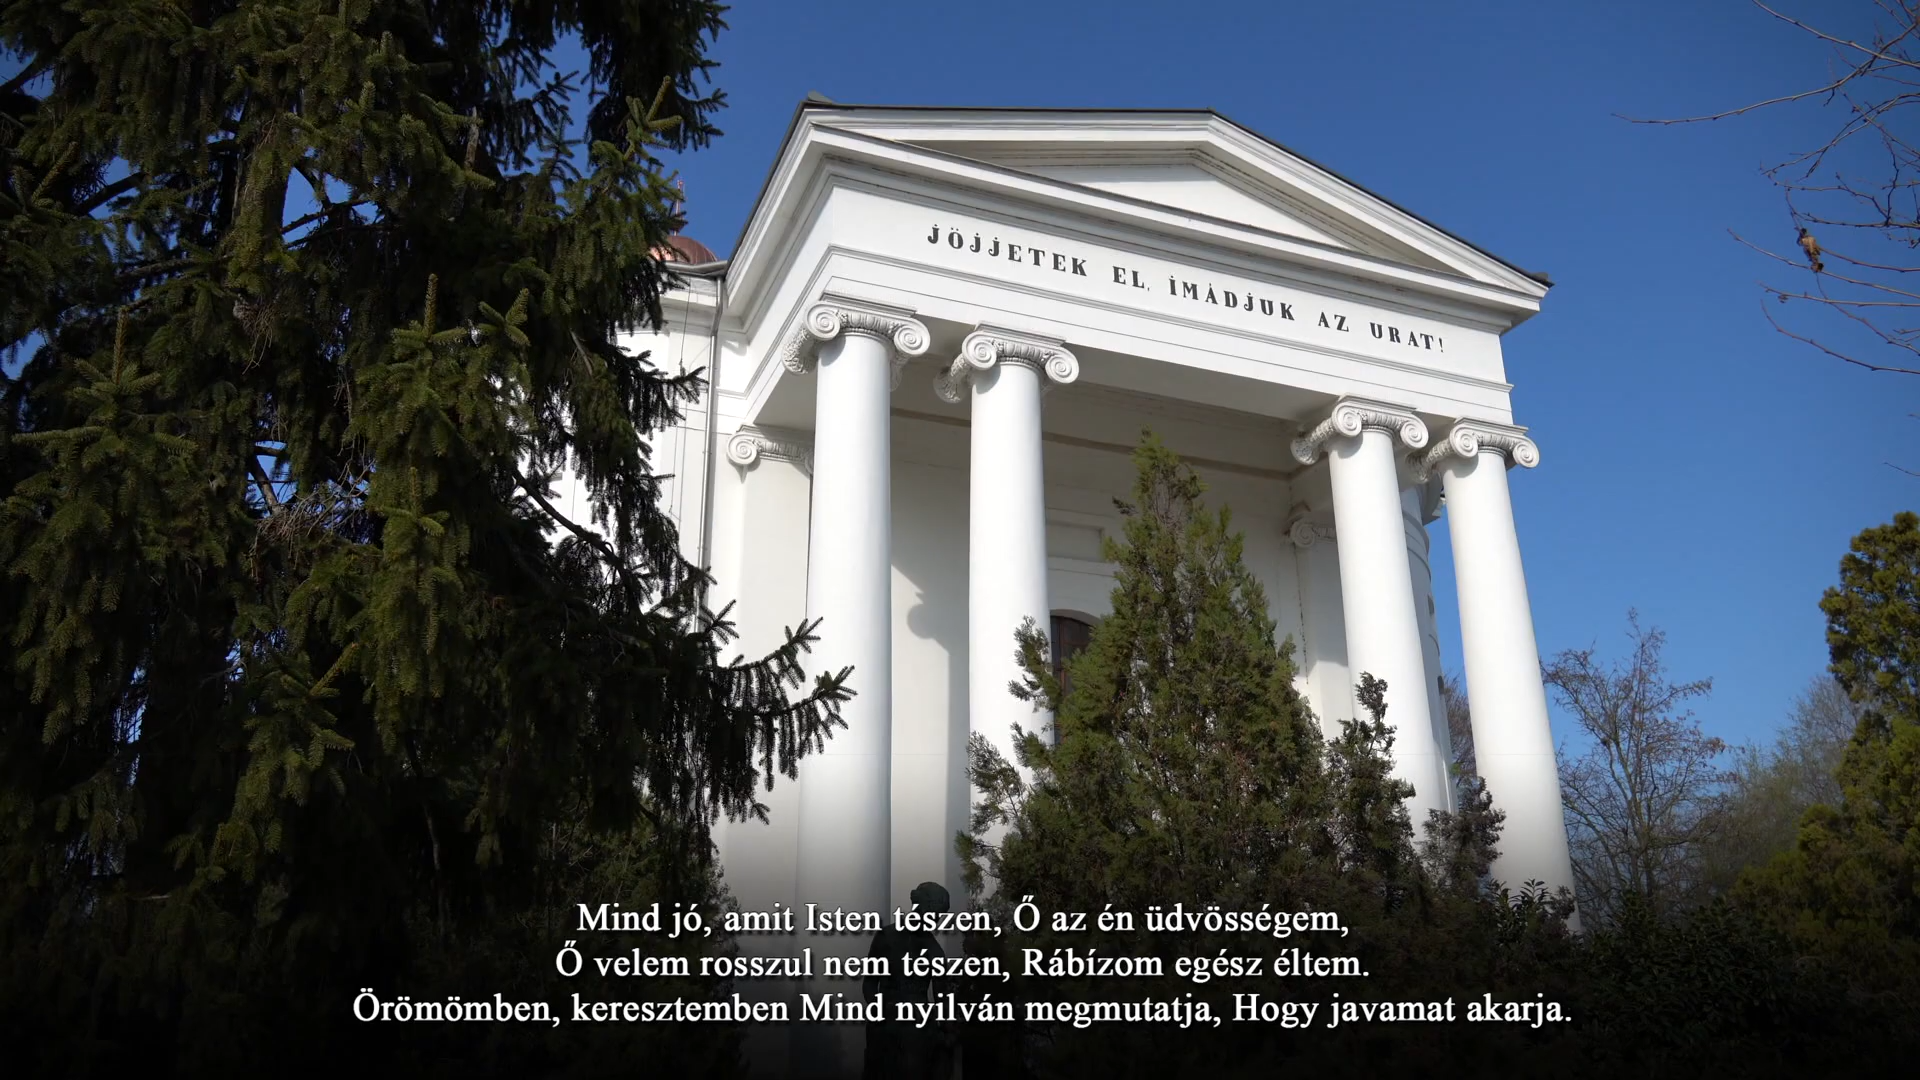 JÖJJETEK EL, IMÁDJUK AZ URAT!
Mind jó, amit Isten tészen, Ő az én üdvösségem,
Ő velem rosszul nem tészen, Rábízom egész éltem.
Örömömben, keresztemben Mind nyilván megmutatja, Hogy javamat akarja.